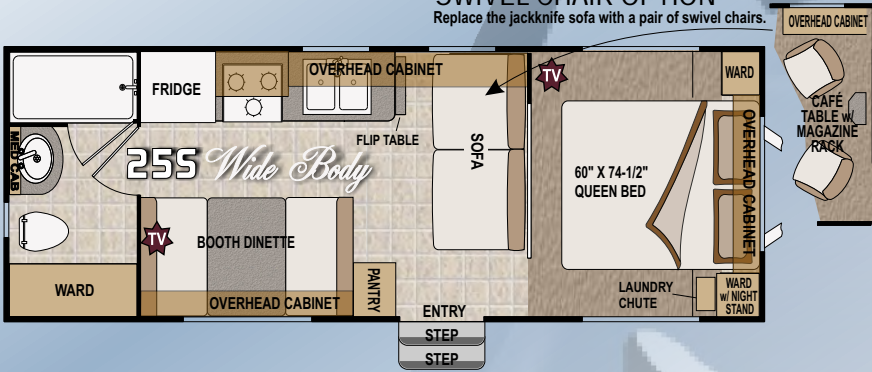 SWIVEL CHAIR OPTION
Replace the jackknife sofa with a pair of swivel chairs.
OVERHEAD CABINET
CAFÉ
TABLE w/
MAGAZINE
RACK
FRIDGE
OVERHEAD CABINET
FLIP TABLE
MED CAB
25S Wide Body
SOFA
TV
WARD
60" X 74-1/2"
QUEEN BED
OVERHEAD CABINET
TV
BOOTH DINETTE
WARD
OVERHEAD CABINET
PANTRY
ENTRY
STEP
STEP
LAUNDRY
CHUTE
WARD
w/ NIGHT
STAND